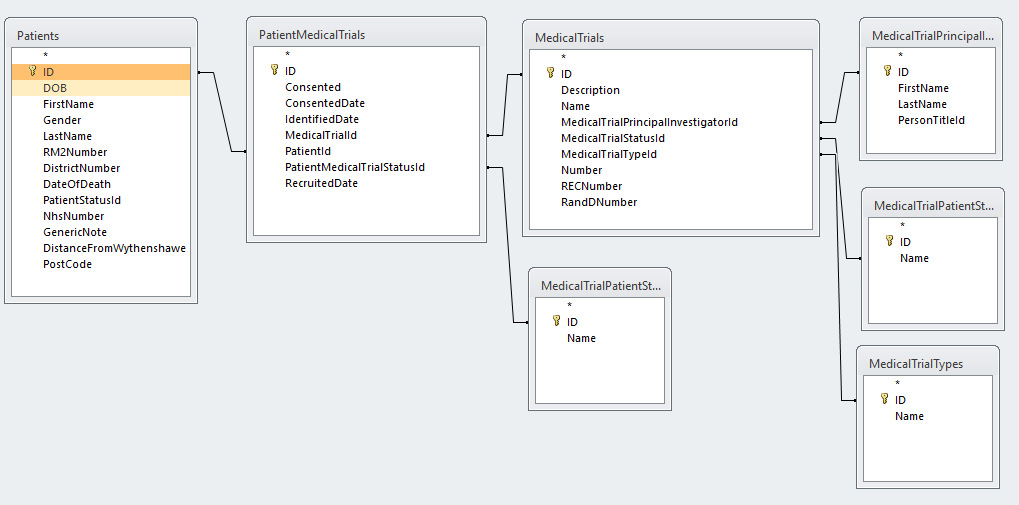 Patients
*
ID
DOB
FirstName
Gender
LastName
RM2Number
DistrictNumber
DateOfDeath
PatientStatusId
NhsNumber
GenericNote
DistanceFromWythenshawe
PostCode
PatientMedicalTrials
*
ID
Consented
ConsentedDate
IdentifiedDate
MedicalTrialId
PatientId
PatientMedicalTrialStatusId
RecruitedDate
MedicalTrials
*
ID
Description
Name
MedicalTrialPrincipalInvestigatorId
MedicalTrialStatusId
MedicalTrialTypeId
Number
RECNumber
RandDNumber
MedicalTrialPatientSt...
*
ID
Name
MedicalTrialPrincipalI...
*
ID
FirstName
LastName
PersonTitleId
MedicalTrialPatientSt...
*
ID
Name
MedicalTrialTypes
*
ID
Name